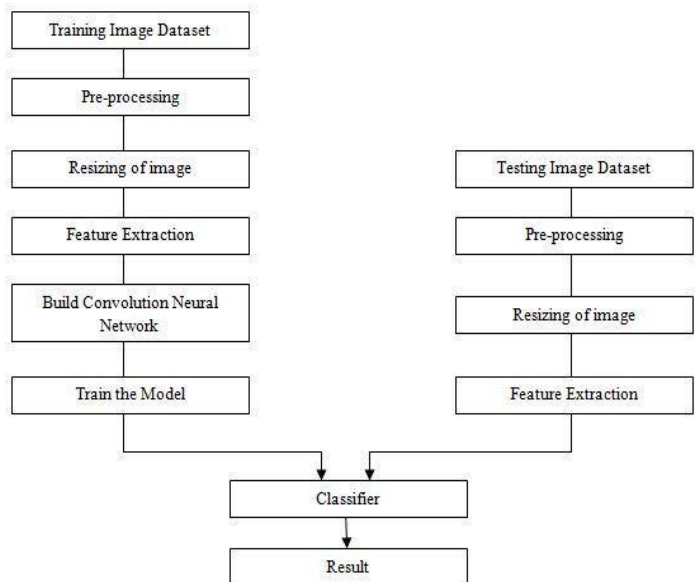 Training Image Dataset
Pre-processing
Resizing of image
Feature Extraction
Build Convolution Neural
Network
Train the Model
Testing Image Dataset
Pre-processing
Resizing of image
Feature Extraction
Classifier
Result